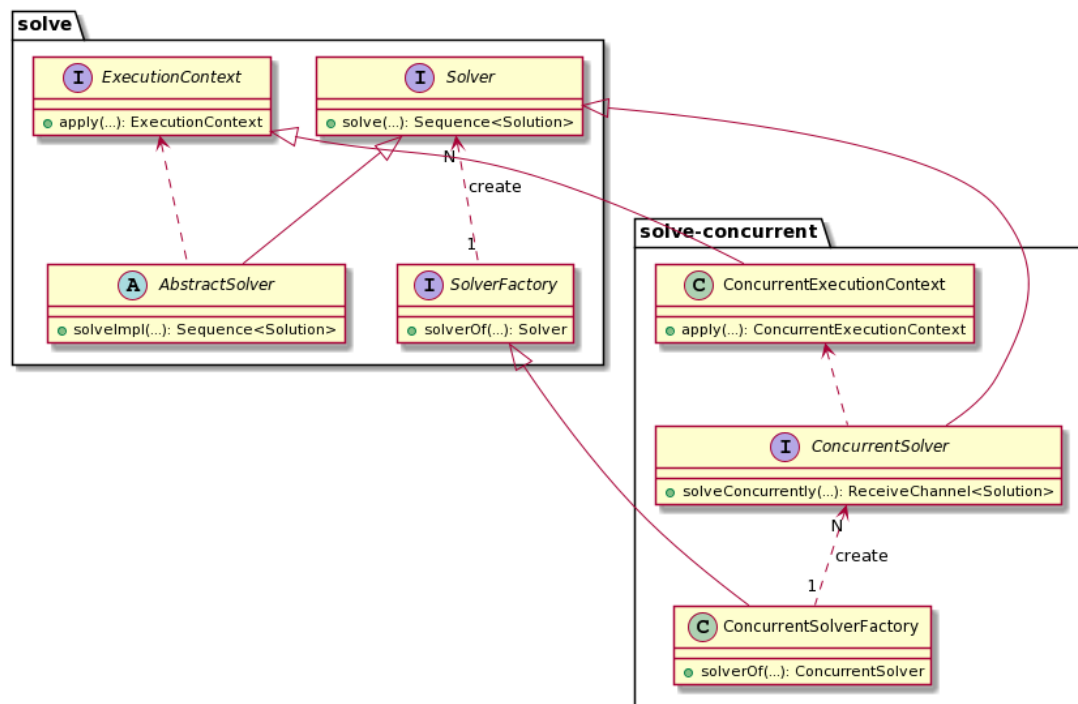 solve
I ExecutionContext
apply(...): ExecutionContext
I Solver
solve(...): Sequence<Solution>
N
create
1
A AbstractSolver
solveImpl(...): Sequence<Solution>
I SolverFactory
solverOf(...): Solver
solve-concurrent
C ConcurrentExecutionContext
apply(...): ConcurrentExecutionContext
I ConcurrentSolver
solveConcurrently(...): ReceiveChannel<Solution>
N
create
1
C ConcurrentSolverFactory
solverOf(...): ConcurrentSolver